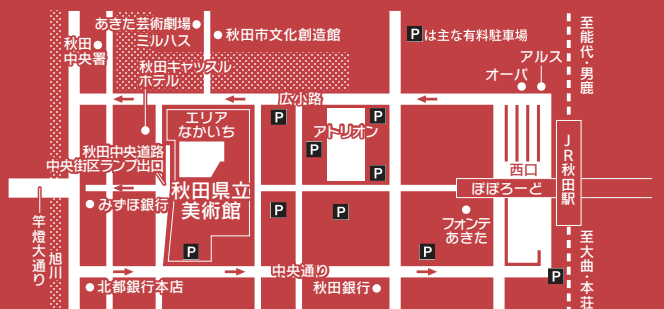 あきた芸術劇場
ミルハス
秋田
中央署
秋田市文化創造館
Pは主な有料駐車場
至能代・男鹿
アルス
オーパ
秋田キャッスル
ホテル
広小路
エリア
なかいち
P
アトリオン
P
P
P
秋田中央道路
中央街区ランプ出口
西口
JR秋田駅
ぽぽろーど
秋田県立
美術館
みずほ銀行
竿燈大通り
旭川
P
P
フォンテ
あきた
P
P
至大曲・本荘
中央通り
P
北都銀行本店
秋田銀行